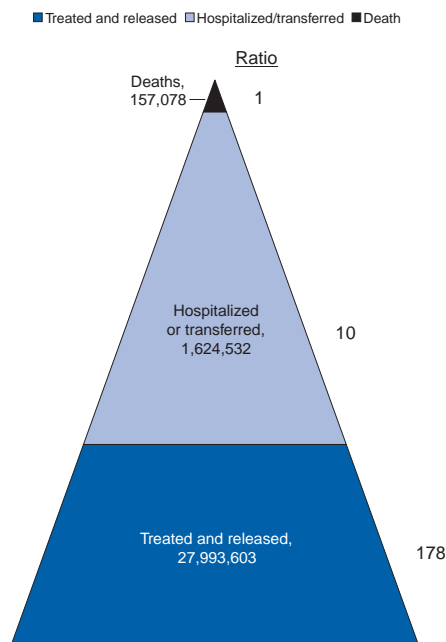 Treated and released Hospitalized/transferred Death
Ratio
Deaths,
157,078
1
Hospitalized
or transferred,
1,624,532
10
Treated and released,
27,993,603
178